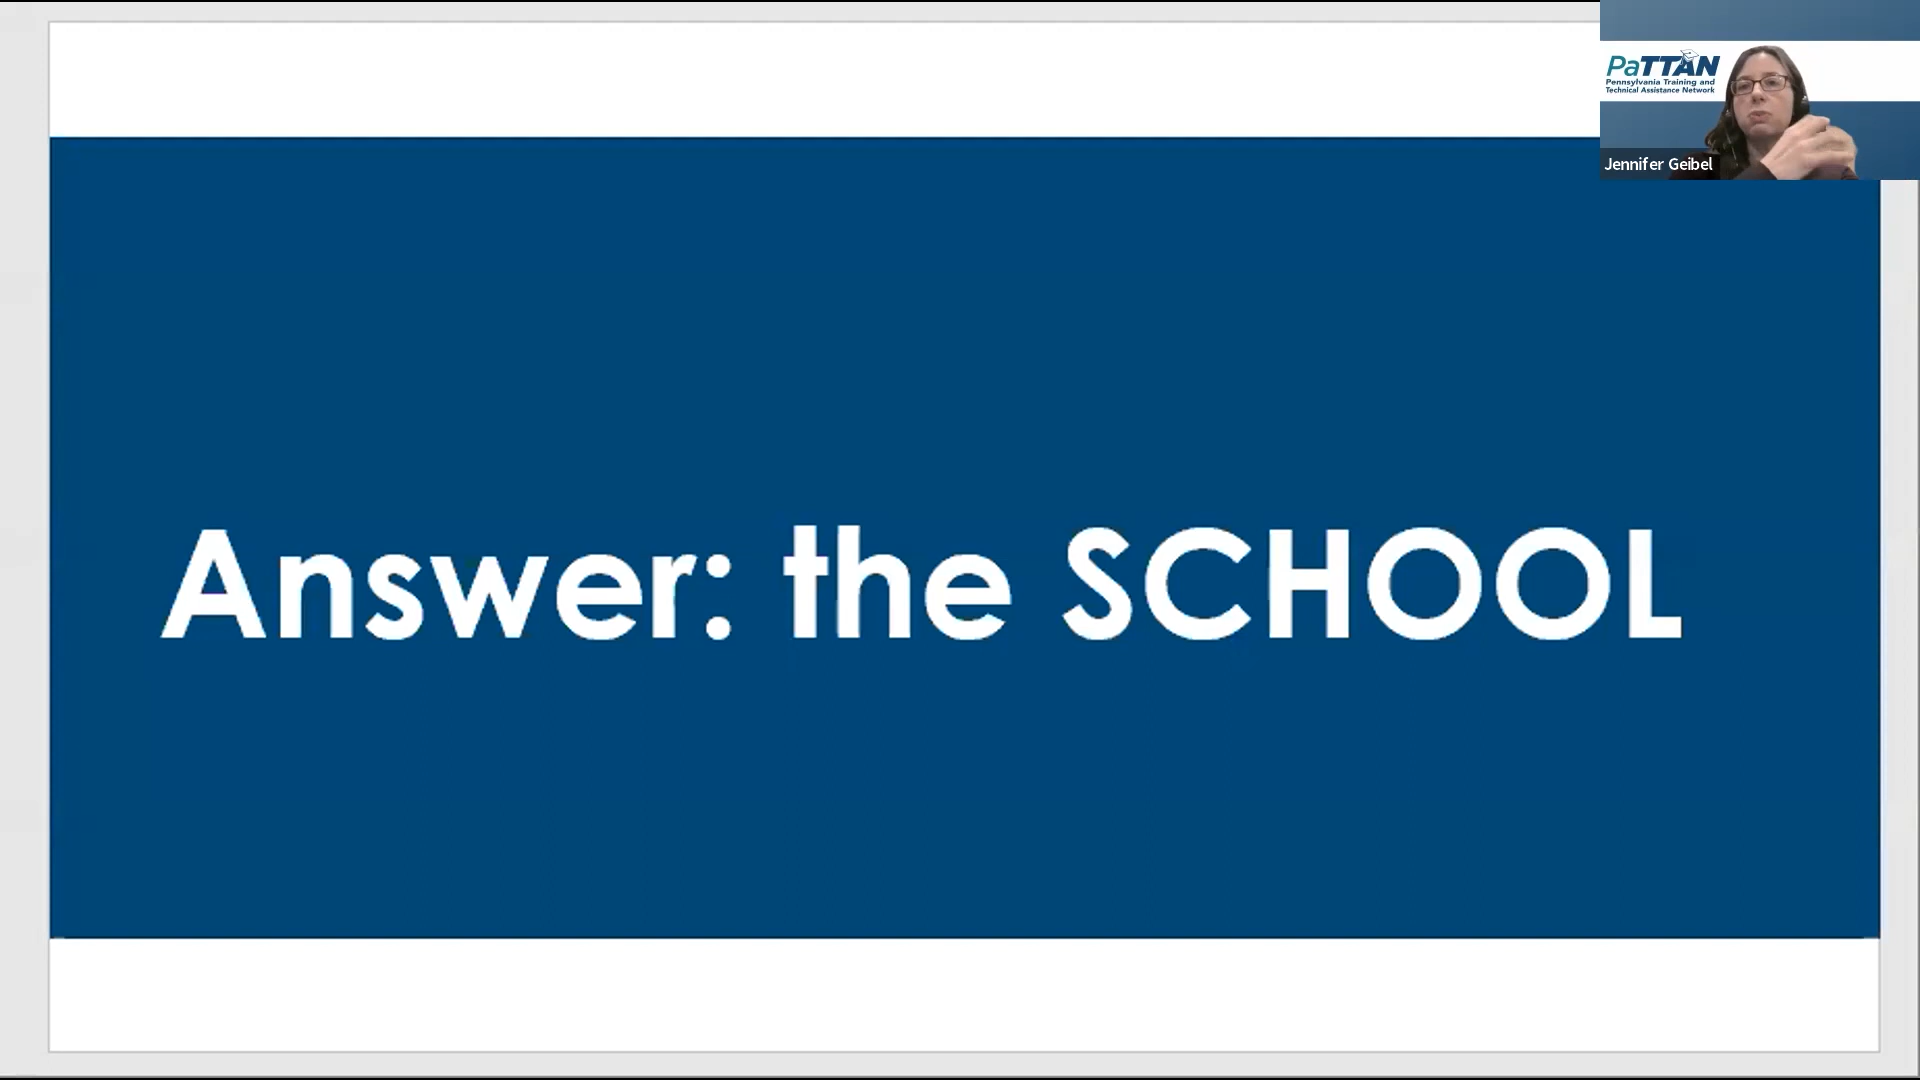 PaTTAN
Pennsylvania Training and
Technical Assistance Network
Jennifer Geibel
Answer: the SCHOOL